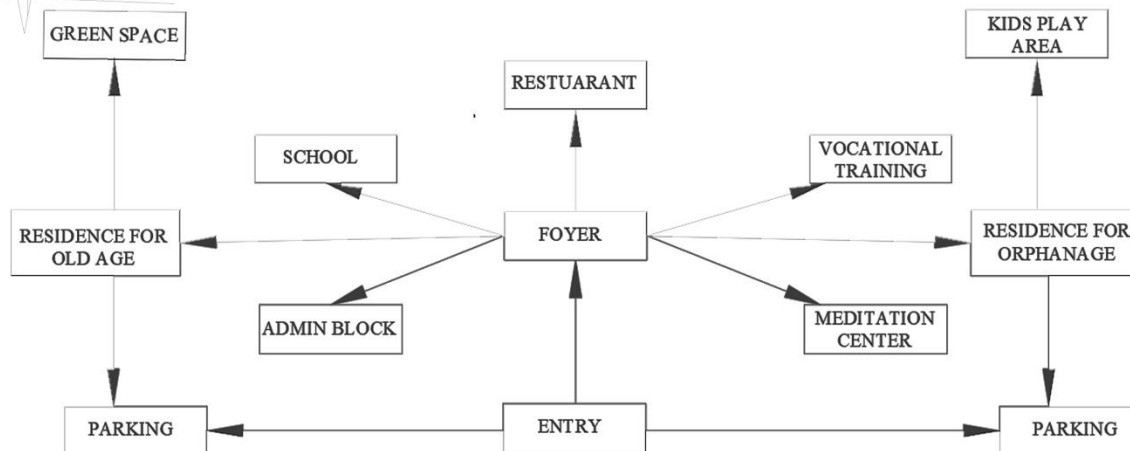 GREEN SPACE
KIDS PLAY
AREA
RESTUARANT
SCHOOL
VOCATIONAL
TRAINING
RESIDENCE FOR
OLD AGE
FOYER
RESIDENCE FOR
ORPHANAGE
ADMIN BLOCK
MEDITATION
CENTER
PARKING
ENTRY
PARKING